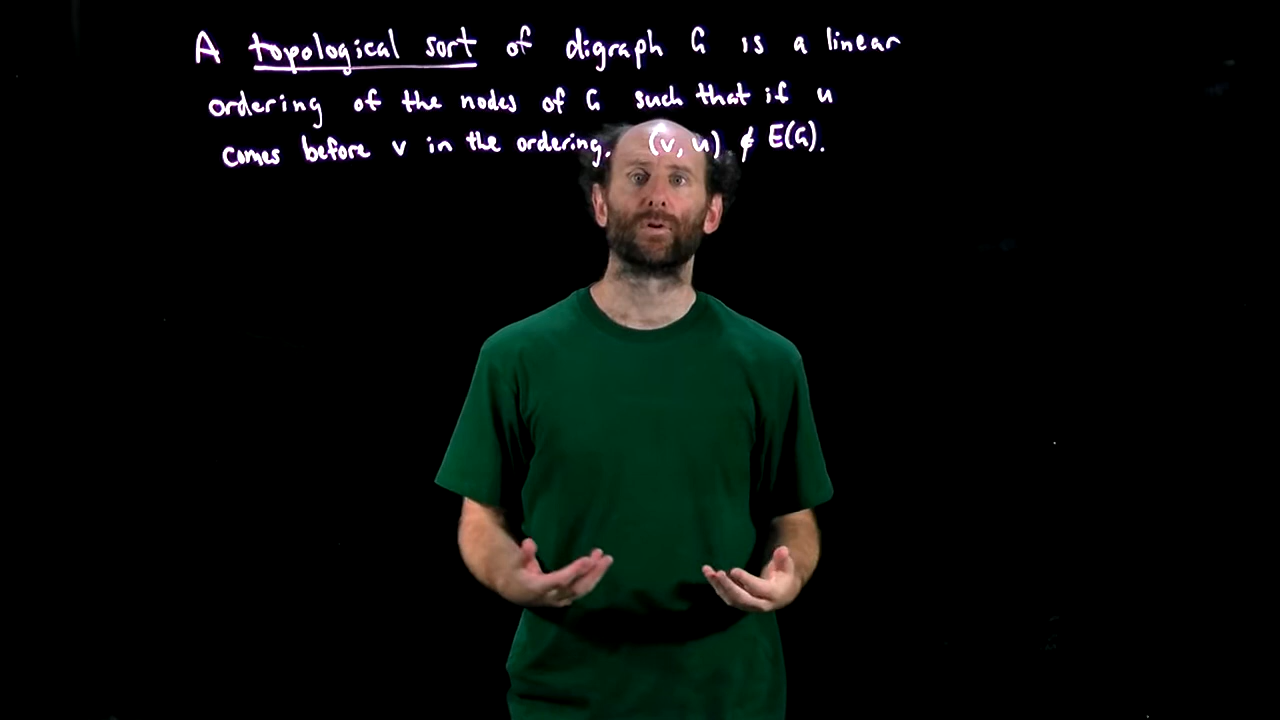 A topological sort of digraph G is a linear
ordering of the nodes of G such that if u
comes before v in the ordering, (v, u) ∉ E(G).